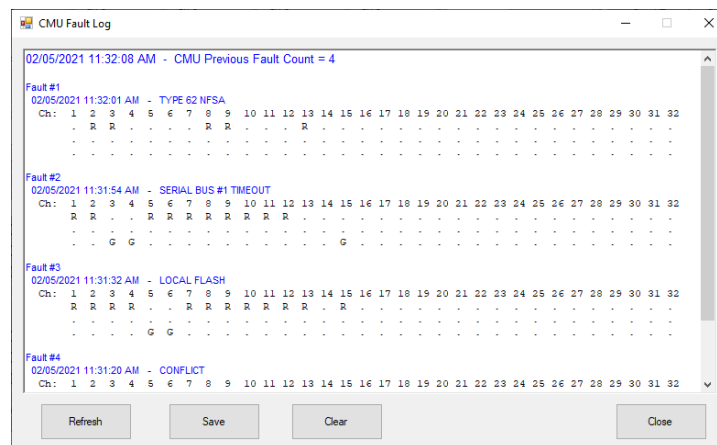 CMU Fault Log
02/05/2021 11:32:08 AM - CMU Previous Fault Count = 4
Fault #1
02/05/2021 11:32:01 AM - TYPE 62 NFSA
Ch: 1 2 3 4 5 6 7 8 9 10 11 12 13 14 15 16 17 18 19 20 21 22 23 24 25 26 27 28 29 30 31 32
. R R . . . . R R . . . R . . . . . . . . . . . . . . . . . . .
. . . . . . . . . . . . . . . . . . . . . . . . . . . . . . . .
. . . . . . . . . . . . . . . . . . . . . . . . . . . . . . . .
Fault #2
02/05/2021 11:31:54 AM - SERIAL BUS #1 TIMEOUT
Ch: 1 2 3 4 5 6 7 8 9 10 11 12 13 14 15 16 17 18 19 20 21 22 23 24 25 26 27 28 29 30 31 32
R R . . R R R R R R R R . . . . . . . . . . . . . . . . . . . .
. . . . . . . . . . . . . . . . . . . . . . . . . . . . . . . .
. . G G . . . . . . . . . . G . . . . . . . . . . . . . . . . .
Fault #3
02/05/2021 11:31:32 AM - LOCAL FLASH
Ch: 1 2 3 4 5 6 7 8 9 10 11 12 13 14 15 16 17 18 19 20 21 22 23 24 25 26 27 28 29 30 31 32
R R R R . . R R R R R R R . R . . . . . . . . . . . . . . . . .
. . . . . . . . . . . . . . . . . . . . . . . . . . . . . . . .
. . . . G G . . . . . . . . . . . . . . . . . . . . . . . . . .
Fault #4
02/05/2021 11:31:20 AM - CONFLICT
Ch: 1 2 3 4 5 6 7 8 9 10 11 12 13 14 15 16 17 18 19 20 21 22 23 24 25 26 27 28 29 30 31 32
Refresh Save Clear Close